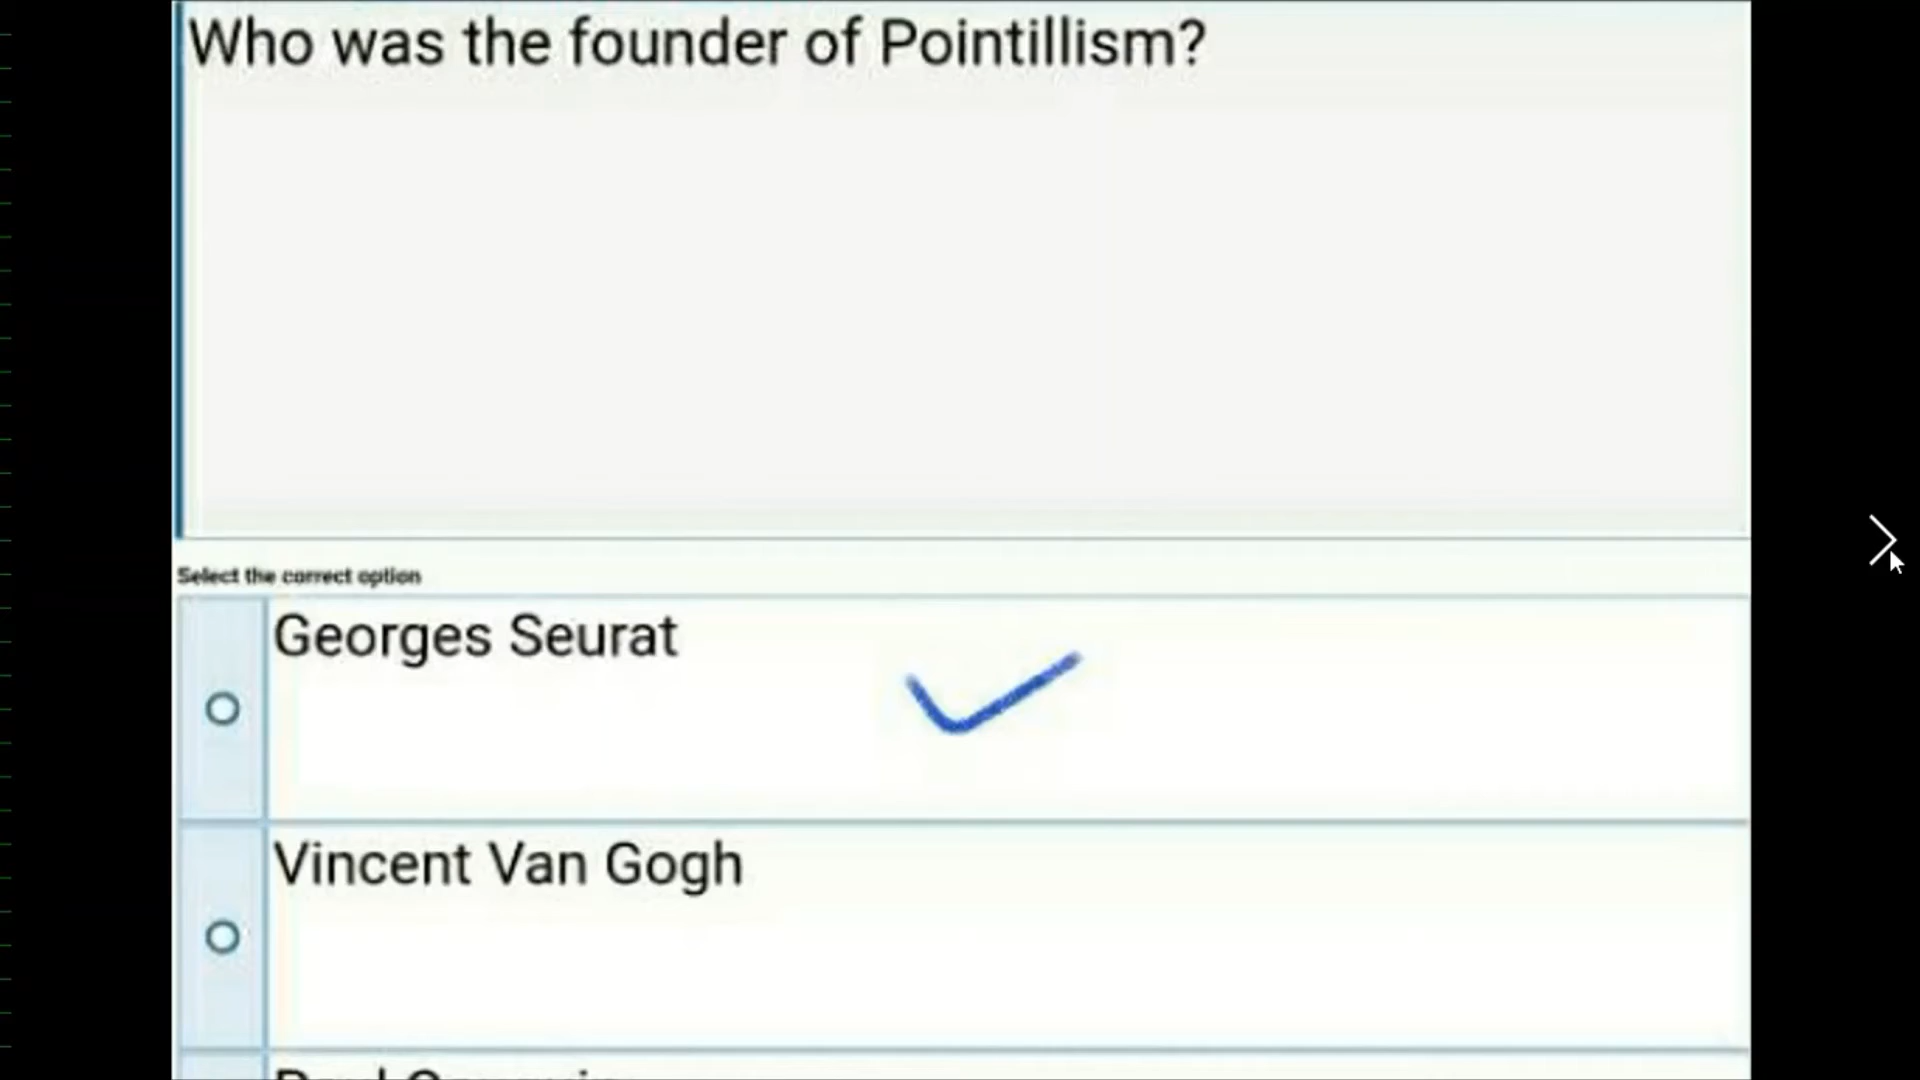 Who was the founder of Pointillism?
Select the correct option
Georges Seurat
Vincent Van Gogh